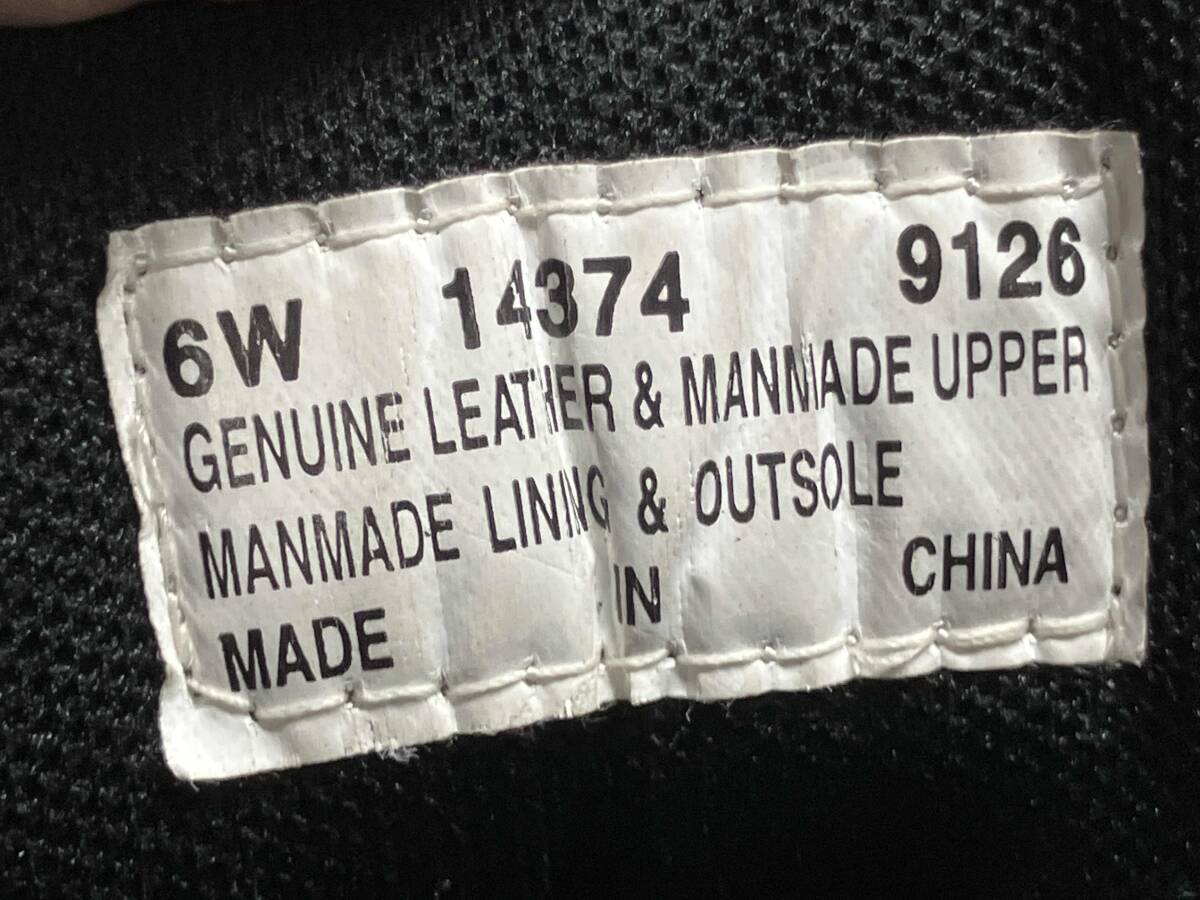 6W 14374 9126
GENUINE LEATHER & MANMADE UPPER
MANMADE LINING & OUTSOLE
MADE IN CHINA